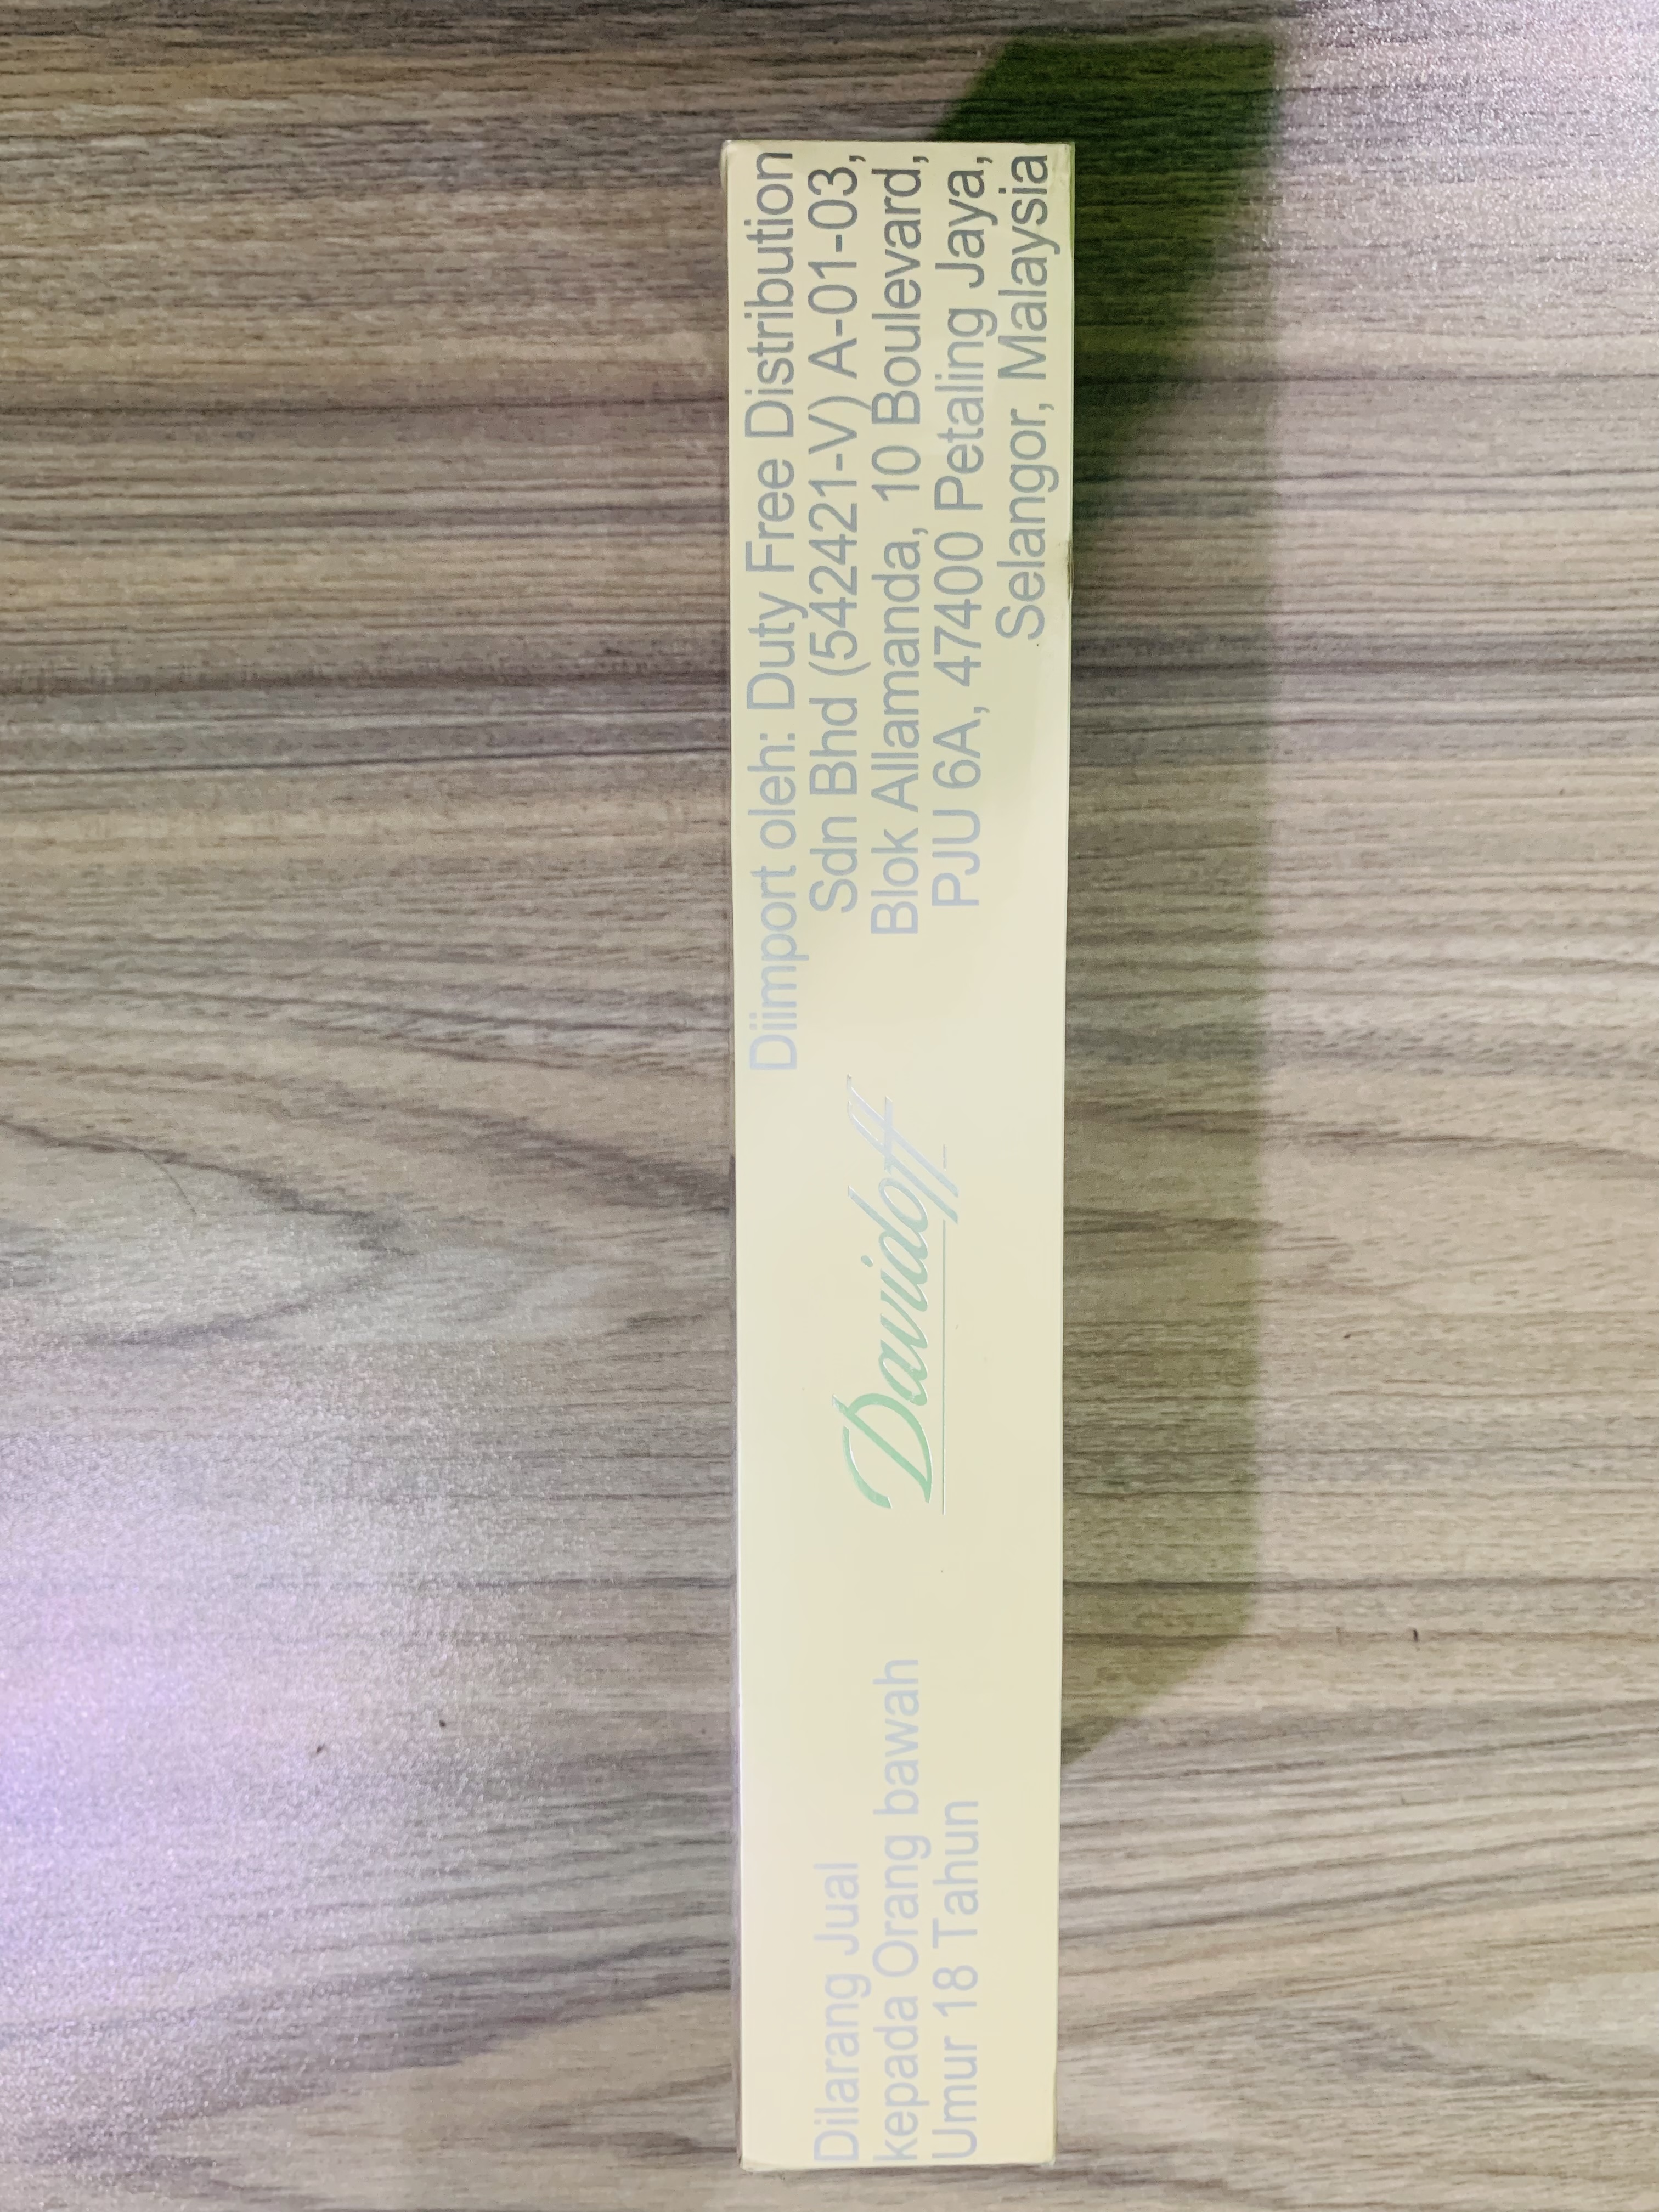 Dilarang Jual
kepada Orang bawah
Umur 18 Tahun
Davidoff
Diimport oleh: Duty Free Distribution
Sdn Bhd (542421-V) A-01-03,
Blok Allamanda, 10 Boulevard,
PJU 6A, 47400 Petaling Jaya,
Selangor, Malaysia